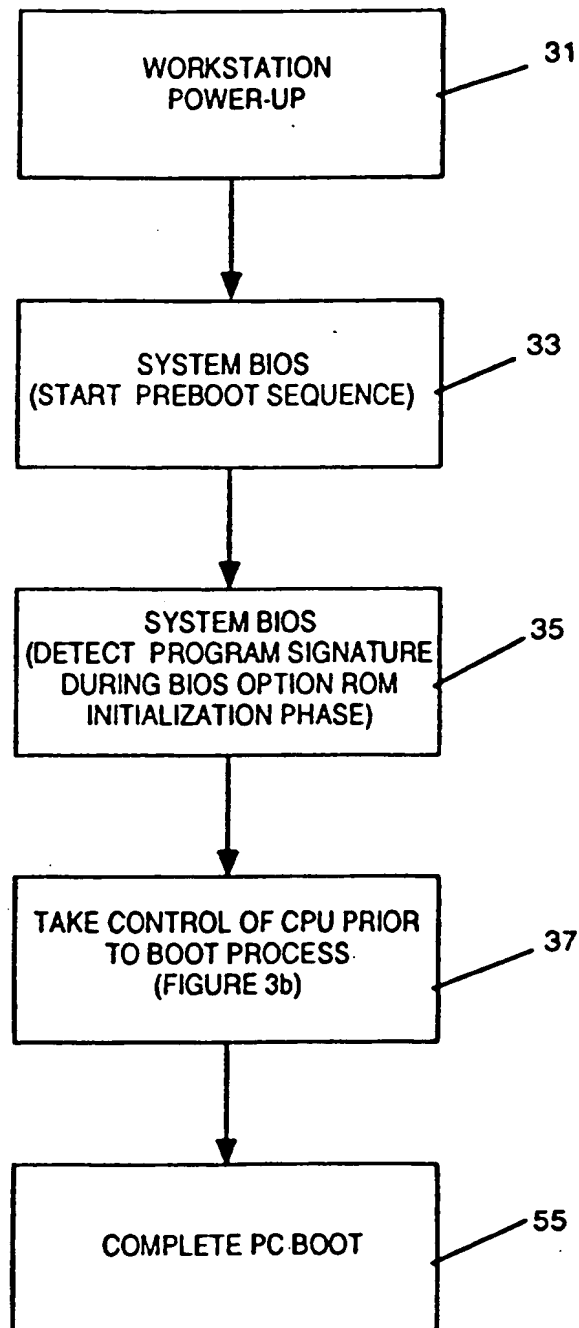 WORKSTATION
POWER-UP
31
SYSTEM BIOS
(START PREBOOT SEQUENCE)
33
SYSTEM BIOS
(DETECT PROGRAM SIGNATURE
DURING BIOS OPTION ROM
INITIALIZATION PHASE)
35
TAKE CONTROL OF CPU PRIOR
TO BOOT PROCESS
(FIGURE 3b)
37
COMPLETE PC BOOT
55